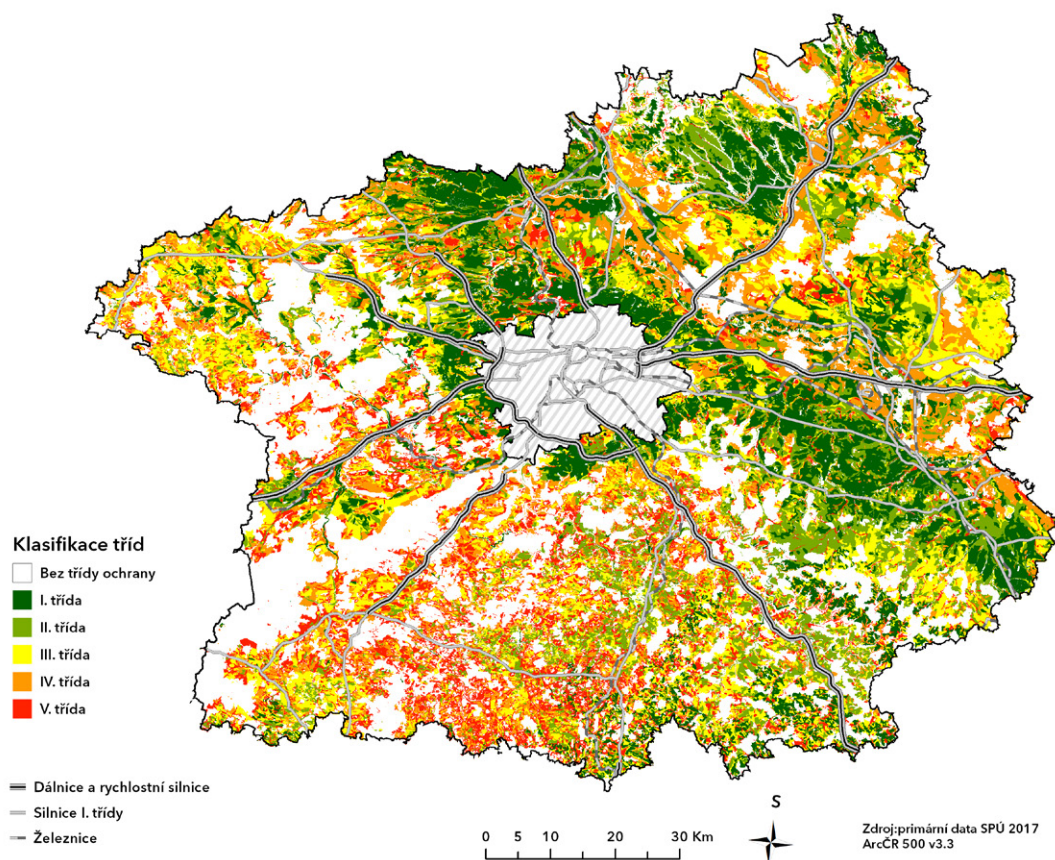 Klasifikace tříd
Bez třídy ochrany
I. třída
II. třída
III. třída
IV. třída
V. třída
Dálnice a rychlostní silnice
Silnice I. třídy
Železnice
S
0 5 10 20 30 Km
Zdroj:primární data SPÚ 2017
ArcČR 500 v3.3